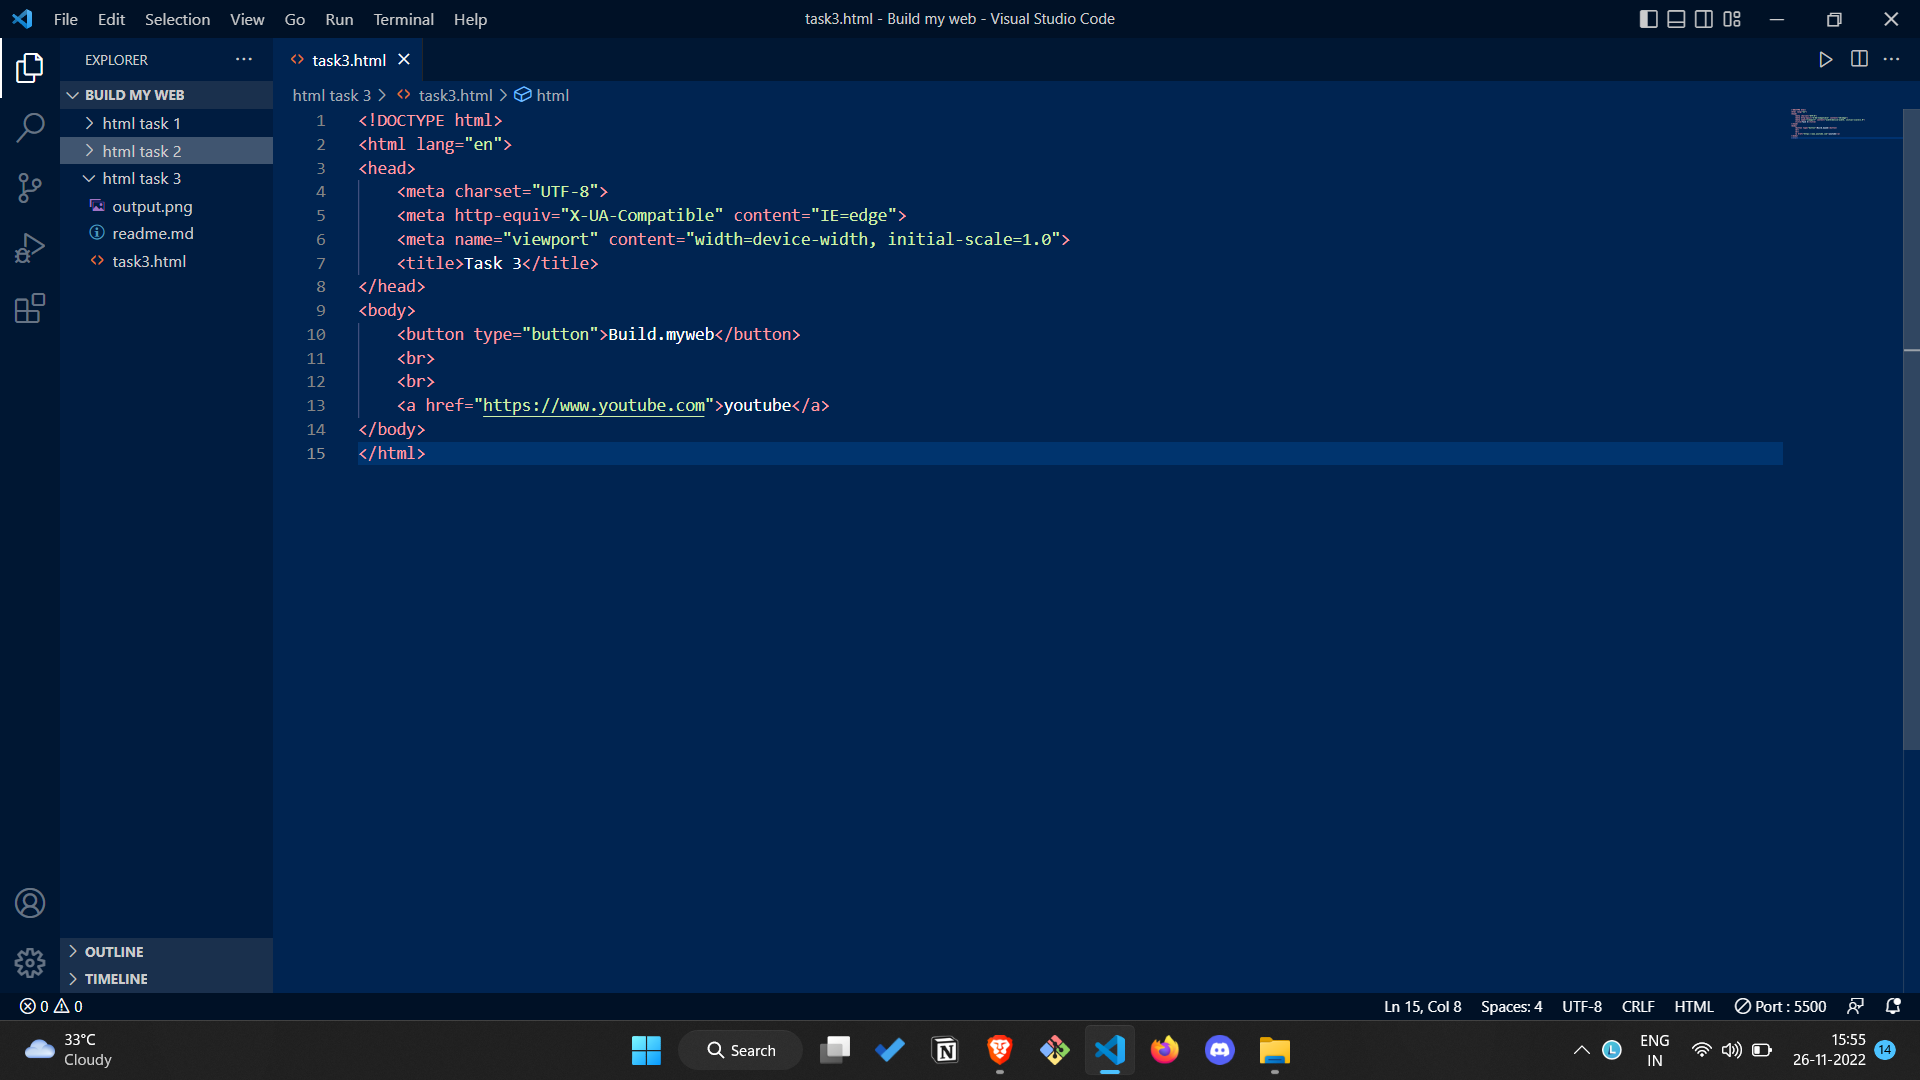 File Edit Selection View Go Run Terminal Help
task3.html - Build my web - Visual Studio Code
EXPLORER
BUILD MY WEB
html task 1
html task 2
html task 3
output.png
readme.md
task3.html
OUTLINE
TIMELINE
task3.html
html task 3 > task3.html > html
1 <!DOCTYPE html>
2 <html lang="en">
3 <head>
4     <meta charset="UTF-8">
5     <meta http-equiv="X-UA-Compatible" content="IE=edge">
6     <meta name="viewport" content="width=device-width, initial-scale=1.0">
7     <title>Task 3</title>
8 </head>
9 <body>
10     <button type="button">Build.myweb</button>
11     <br>
12     <br>
13     <a href="https://www.youtube.com">youtube</a>
14 </body>
15 </html>
0 0
Ln 15, Col 8 Spaces: 4 UTF-8 CRLF HTML Port : 5500
33°C
Cloudy
Search
ENG
IN
15:55
26-11-2022
14